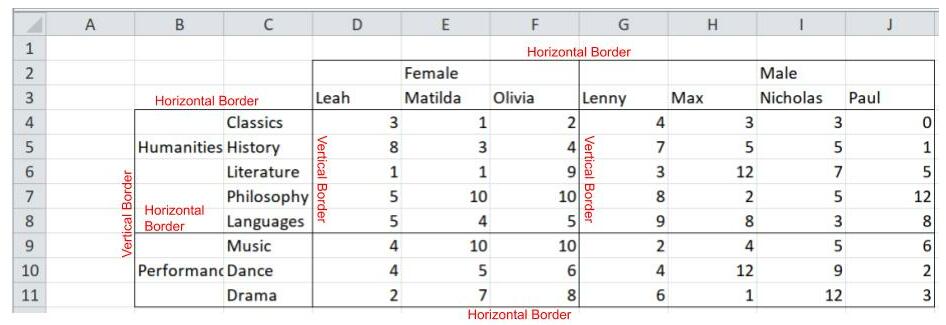 A B C D E F G H I J
1 Horizontal Border
2 Female Male
3 Horizontal Border Leah Matilda Olivia Lenny Max Nicholas Paul
4 Classics 3 1 2 4 3 3 0
5 Humanities History 8 3 4 7 5 5 1
6 Literature 1 1 9 3 12 7 5
7 Philosophy 5 10 10 8 2 5 12
8 Languages 5 4 5 9 8 3 8
9 Music 4 10 10 2 4 5 6
10 Performanc Dance 4 5 6 4 12 9 2
11 Drama 2 7 8 6 1 12 3
Vertical Border
Horizontal
Border
Vertical Border
Vertical Border
Horizontal Border